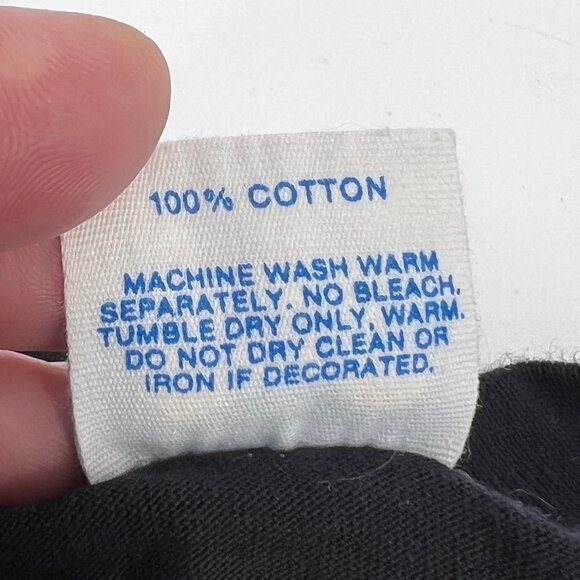 100% COTTON
MACHINE WASH WARM
SEPARATELY. NO BLEACH.
TUMBLE DRY ONLY, WARM.
DO NOT DRY CLEAN OR
IRON IF DECORATED.